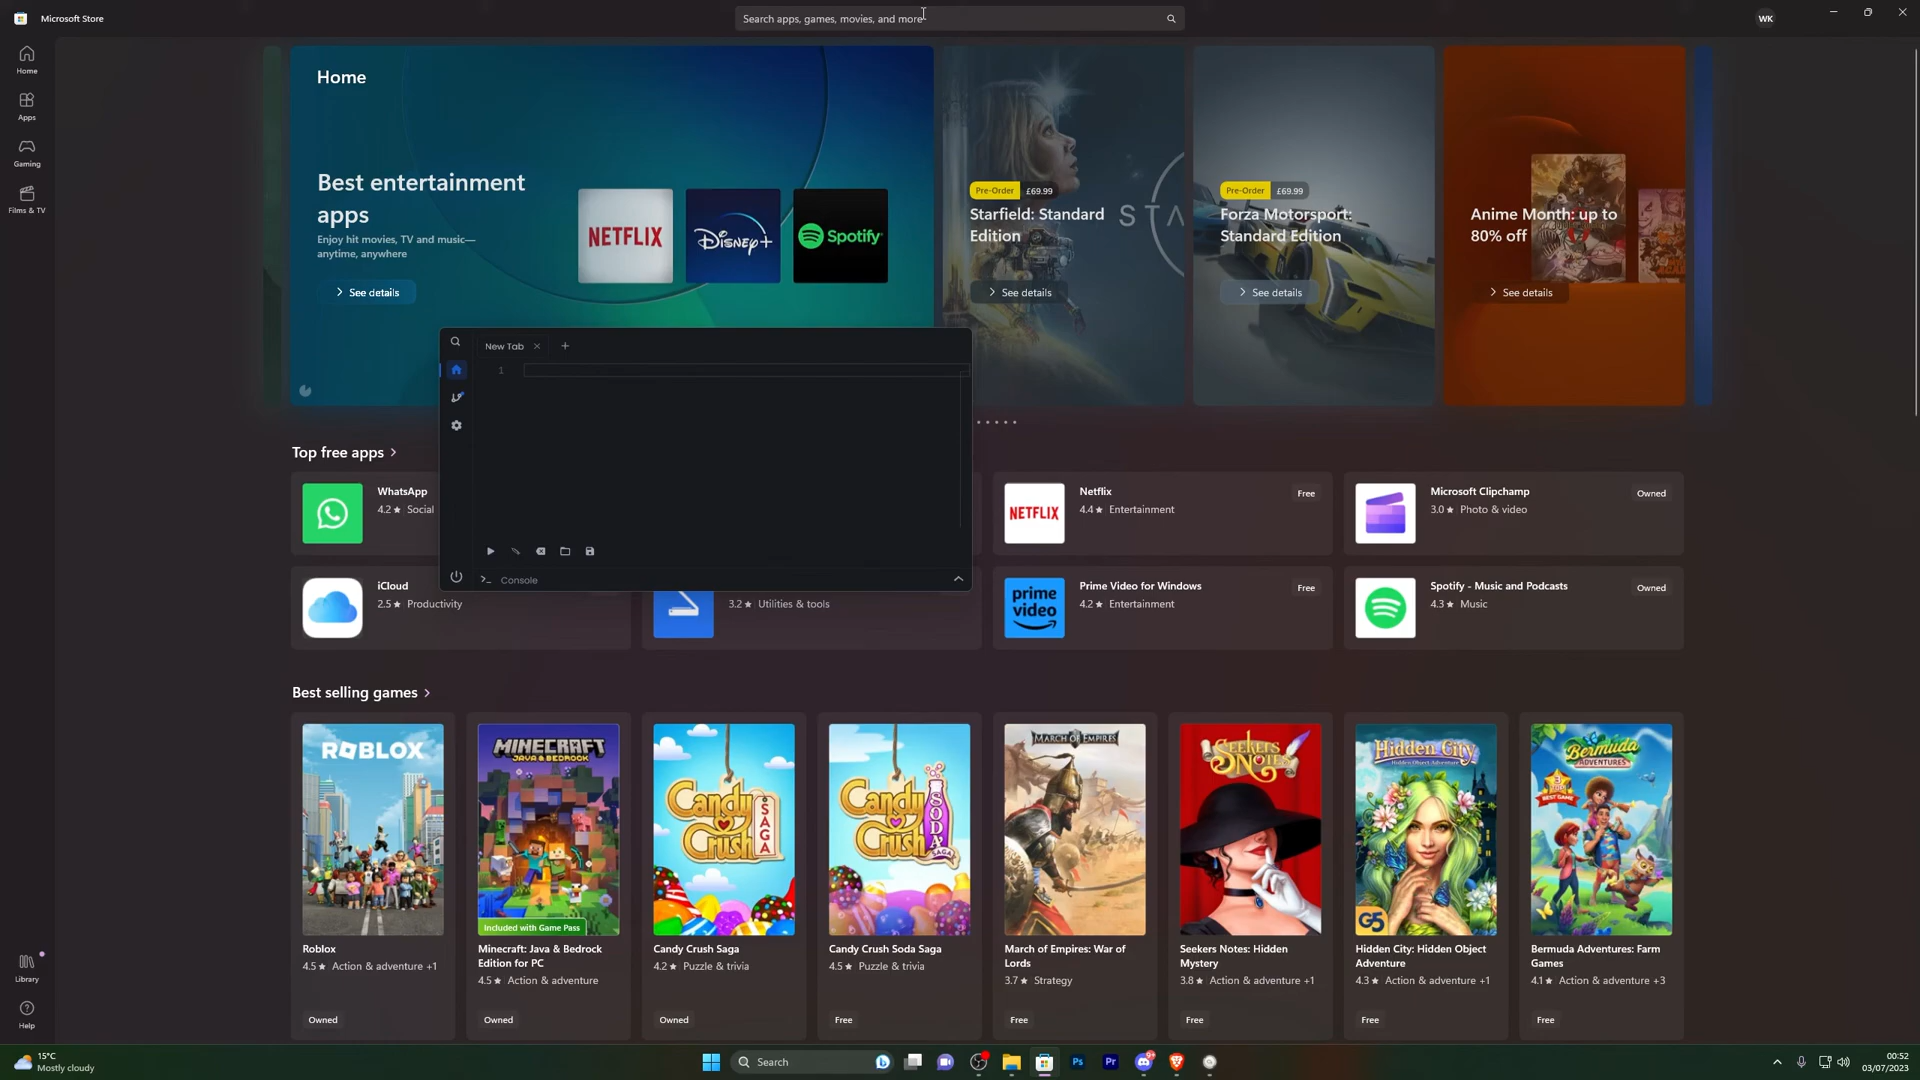 Microsoft Store
Search apps, games, movies, and more
WK
Home
Apps
Gaming
Films & TV
Library
Help
Home
Best entertainment
apps
Enjoy hit movies, TV and music—
anytime, anywhere
See details
NETFLIX
Disney+
Spotify
Pre-Order £69.99
Starfield: Standard
Edition
STA
See details
Pre-Order £69.99
Forza Motorsport:
Standard Edition
See details
Anime Month: up to
80% off
See details
New Tab
1
Console
Top free apps
WhatsApp
4.2 ★ Social
NETFLIX
Netflix
4.4 ★ Entertainment
Free
Microsoft Clipchamp
3.0 ★ Photo & video
Owned
iCloud
2.5 ★ Productivity
3.2 ★ Utilities & tools
prime
video
Prime Video for Windows
4.2 ★ Entertainment
Free
Spotify - Music and Podcasts
4.3 ★ Music
Owned
Best selling games
ROBLOX
Roblox
4.5 ★ Action & adventure +1
Owned
MINECRAFT
JAVA & BEDROCK
Included with Game Pass
Minecraft: Java & Bedrock
Edition for PC
4.5 ★ Action & adventure
Owned
Candy
Crush
SAGA
Candy Crush Saga
4.2 ★ Puzzle & trivia
Owned
Candy
Crush
SODA
SAGA
Candy Crush Soda Saga
4.5 ★ Puzzle & trivia
Free
MARCH OF EMPIRES
March of Empires: War of
Lords
3.7 ★ Strategy
Free
SEEKERS
NOTES
Seekers Notes: Hidden
Mystery
3.8 ★ Action & adventure +1
Free
Hidden City
Hidden Object Adventure
G5
Hidden City: Hidden Object
Adventure
4.3 ★ Action & adventure +1
Free
Bermuda
ADVENTURES
BEST GAME
Bermuda Adventures: Farm
Games
4.1 ★ Action & adventure +3
Free
15°C
Mostly cloudy
Search
Ps
Pr
9+
00:52
03/07/2023